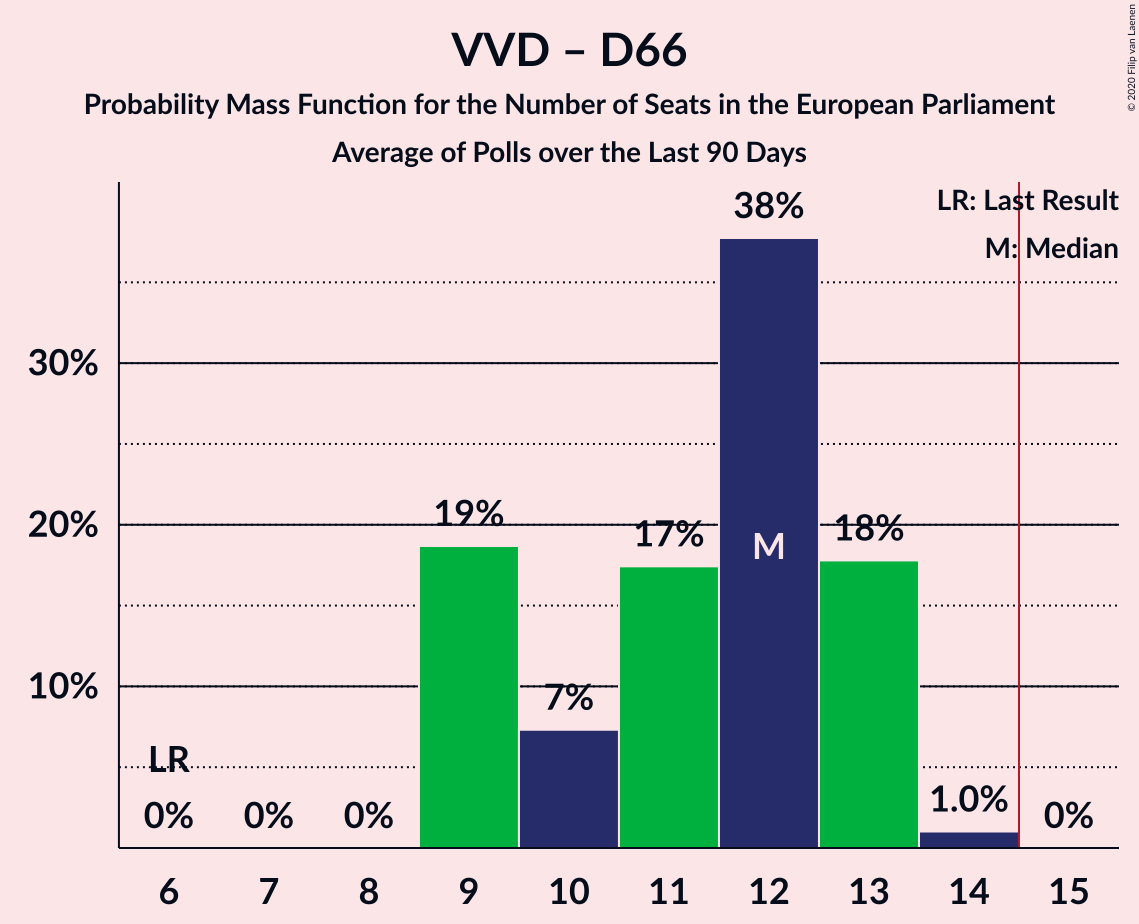 VVD – D66
Probability Mass Function for the Number of Seats in the European Parliament
Average of Polls over the Last 90 Days
© 2020 Filip van Laenen
LR: Last Result
M: Median
38%
30%
20%
19%
17%
18%
M
10%
7%
LR
0%
0%
0%
1.0%
0%
6 7 8 9 10 11 12 13 14 15